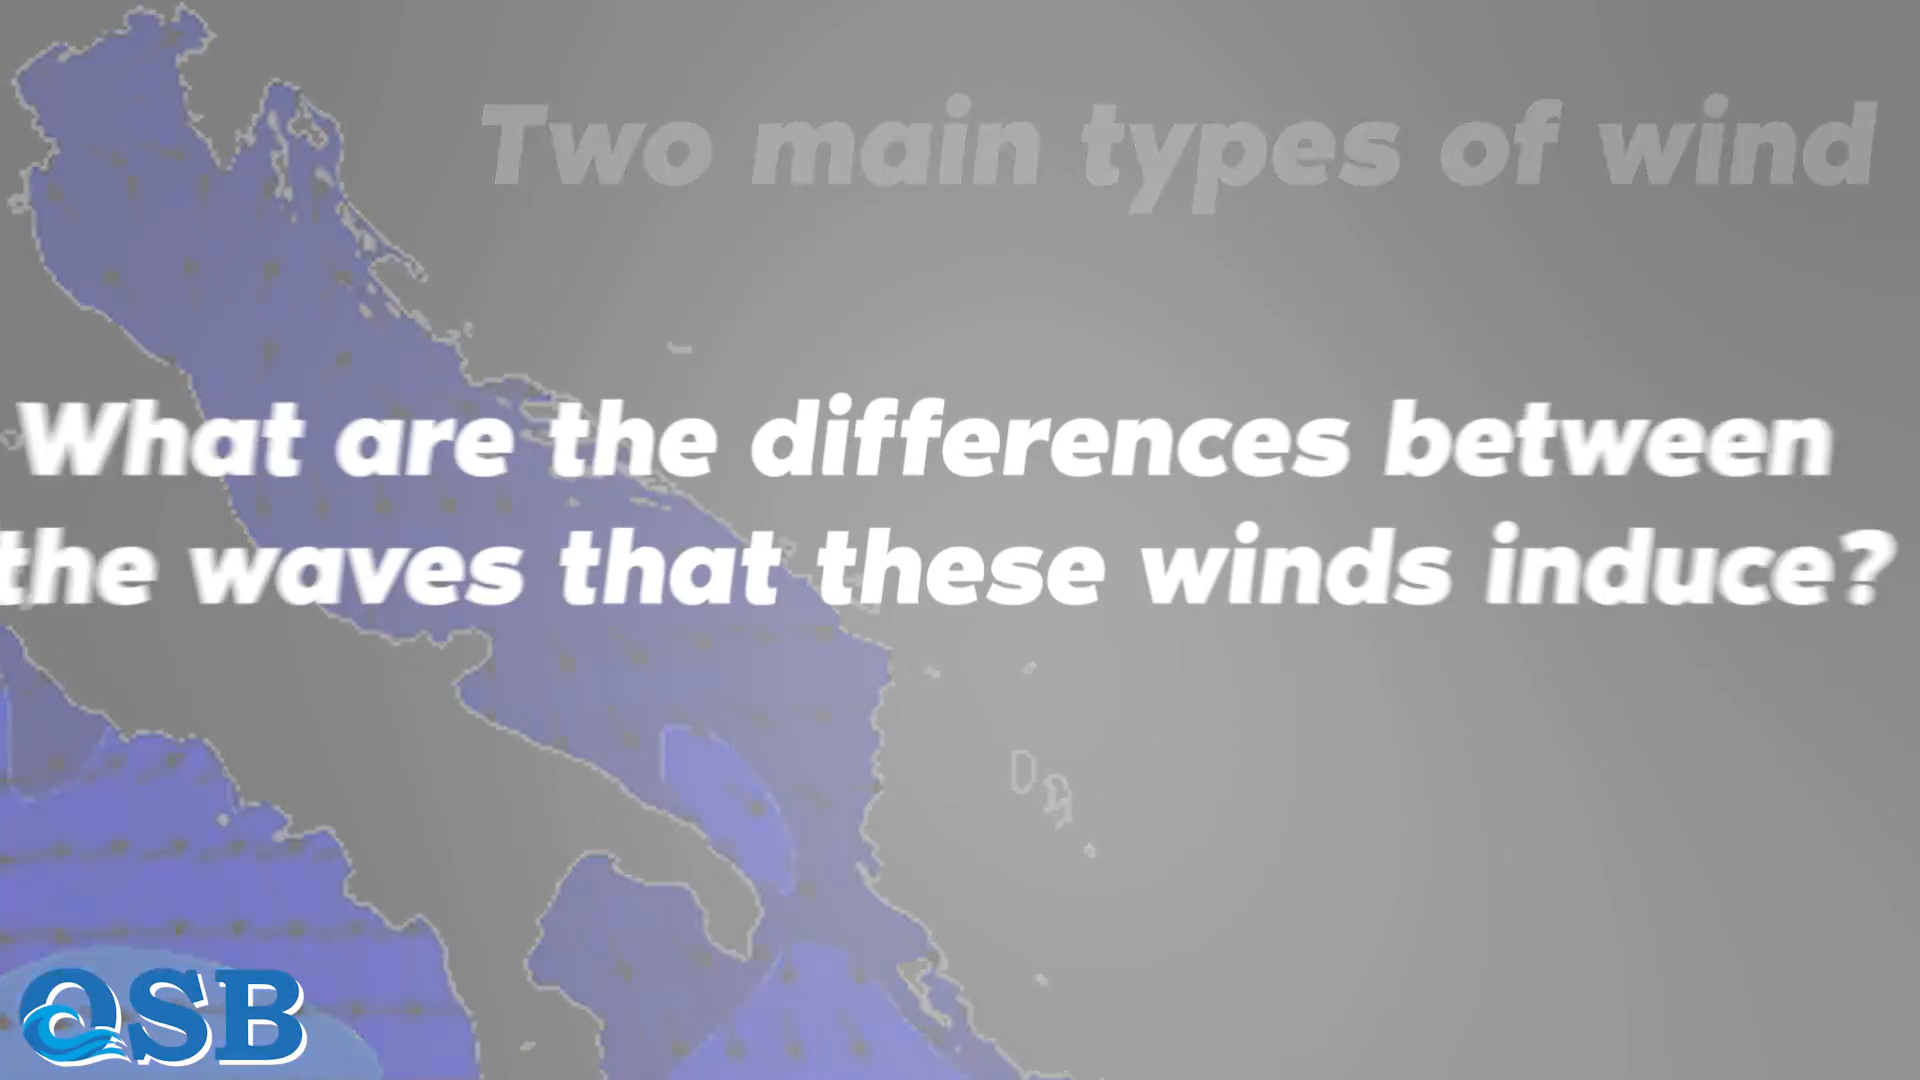 Two main types of wind
What are the differences between
the waves that these winds induce?
QSB